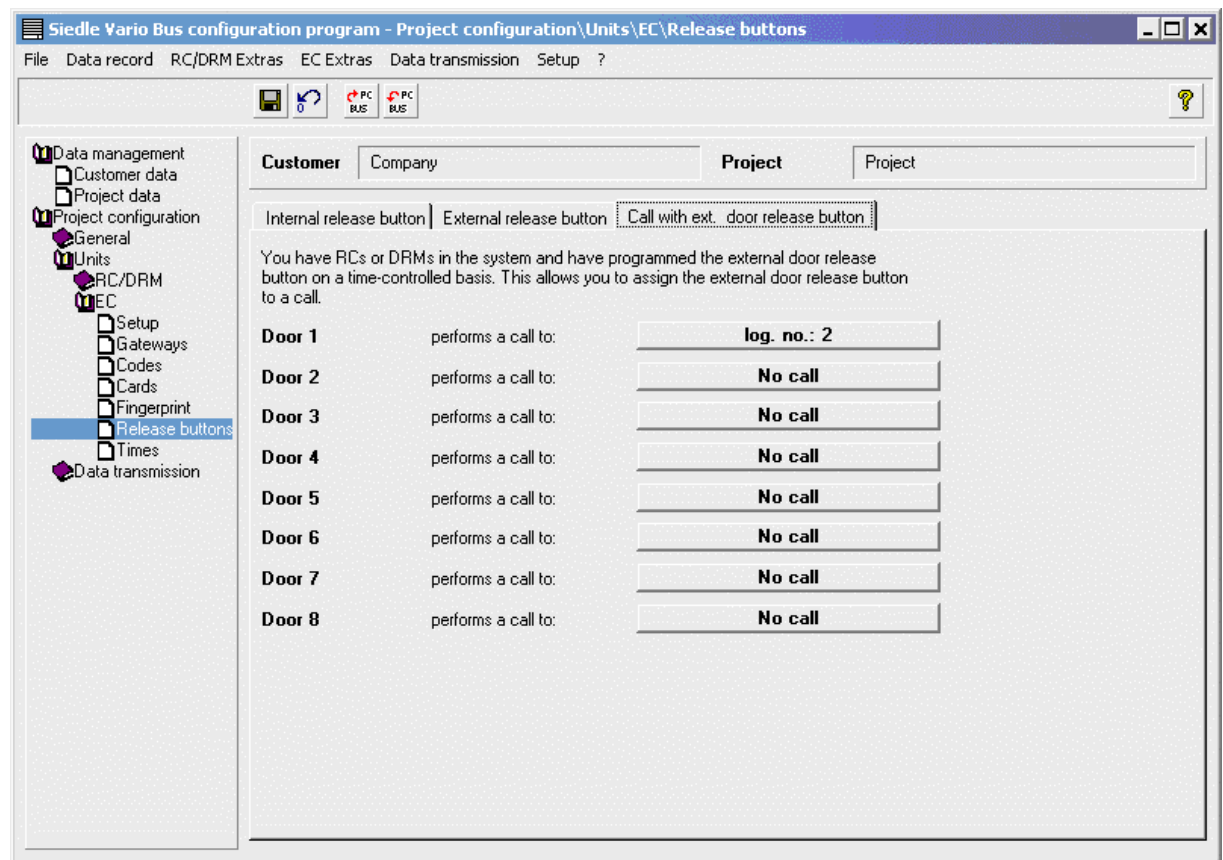 Siedle Vario Bus configuration program - Project configuration\Units\EC\Release buttons
File Data record RC/DRM Extras EC Extras Data transmission Setup ?
0 PC BUS PC BUS ?
Data management
Customer data
Project data
Project configuration
General
Units
RC/DRM
EC
Setup
Gateways
Codes
Cards
Fingerprint
Release buttons
Times
Data transmission
Customer Company Project Project
Internal release button External release button Call with ext. door release button
You have RCs or DRMs in the system and have programmed the external door release
button on a time-controlled basis. This allows you to assign the external door release button
to a call.
Door 1 performs a call to: log. no.: 2
Door 2 performs a call to: No call
Door 3 performs a call to: No call
Door 4 performs a call to: No call
Door 5 performs a call to: No call
Door 6 performs a call to: No call
Door 7 performs a call to: No call
Door 8 performs a call to: No call